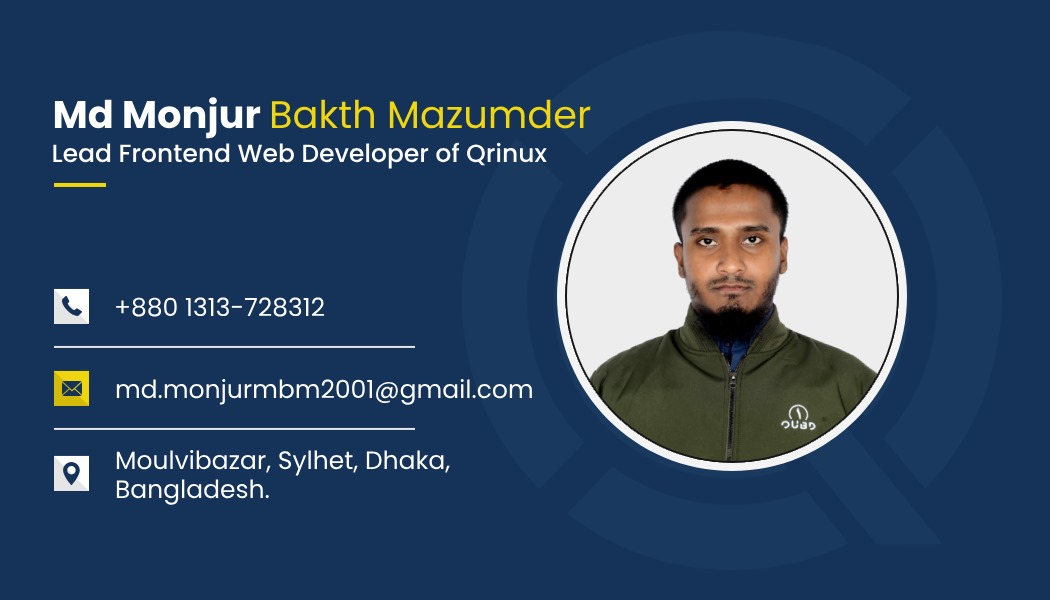 Md Monjur Bakth Mazumder
Lead Frontend Web Developer of Qrinux
+880 1313-728312
md.monjurmbm2001@gmail.com
Moulvibazar, Sylhet, Dhaka,
Bangladesh.